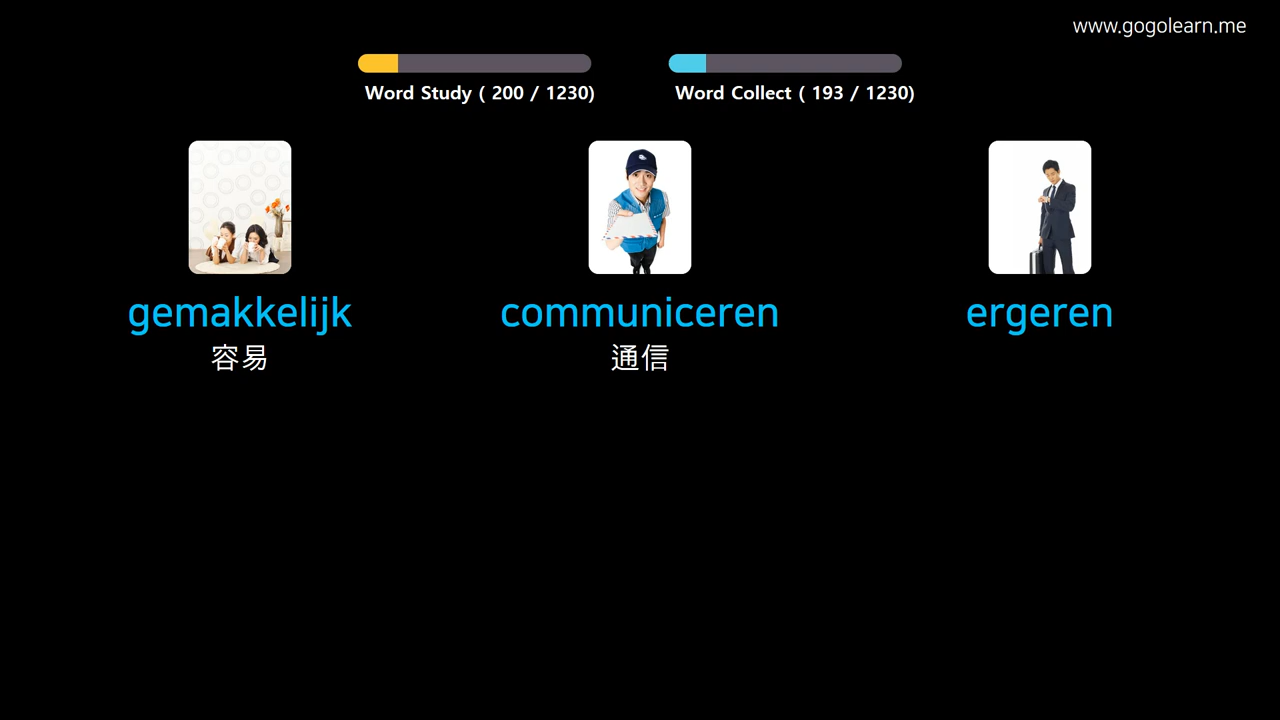 www.gogolearn.me
Word Study ( 200 / 1230)
Word Collect ( 193 / 1230)
gemakkelijk
容易
communiceren
通信
ergeren